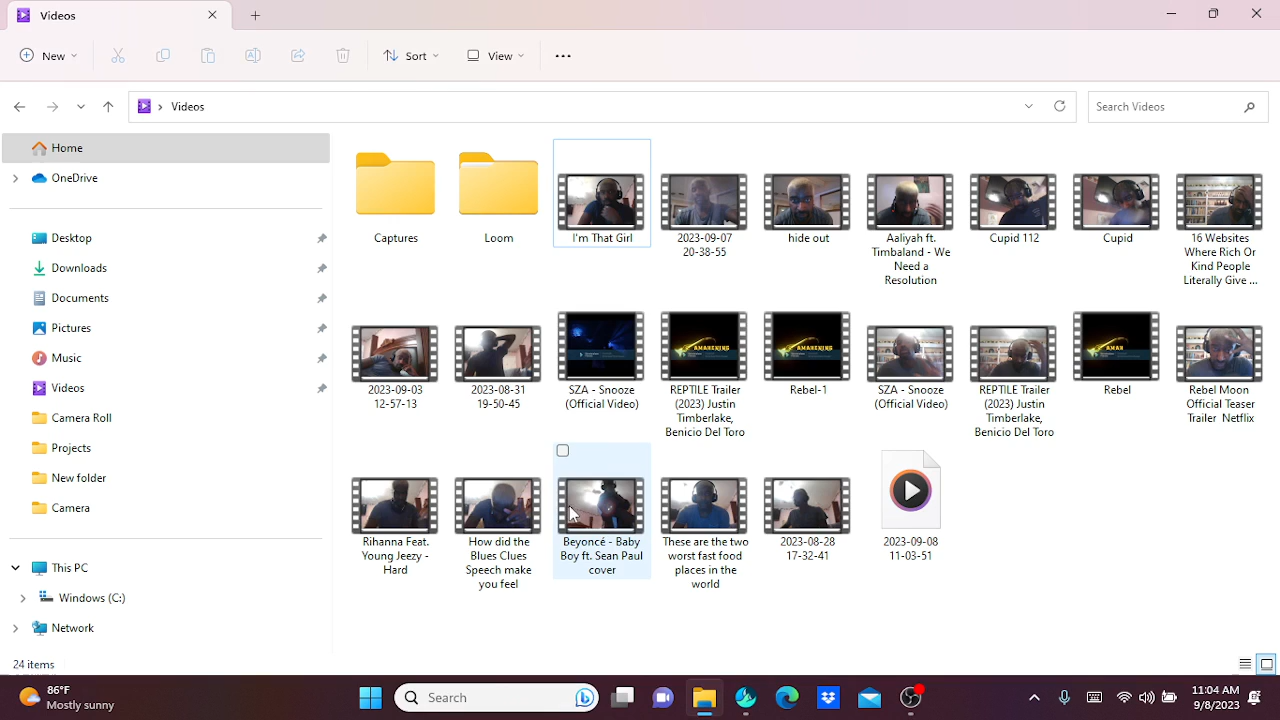 Videos
New
Sort
View
Videos
Search Videos
Home
OneDrive
Desktop
Downloads
Documents
Pictures
Music
Videos
Camera Roll
Projects
New folder
Camera
This PC
Windows (C:)
Network
Captures
Loom
I'm That Girl
2023-09-07
20-38-55
hide out
Aaliyah ft.
Timbaland - We
Need a
Resolution
Cupid 112
Cupid
16 Websites
Where Rich Or
Kind People
Literally Give ...
2023-09-03
12-57-13
2023-08-31
19-50-45
SZA - Snooze
(Official Video)
AWAKENING
REPTILE Trailer
(2023) Justin
Timberlake,
Benicio Del Toro
AWAKENING
Rebel-1
SZA - Snooze
(Official Video)
REPTILE Trailer
(2023) Justin
Timberlake,
Benicio Del Toro
Rebel
Rebel Moon
Official Teaser
Trailer Netflix
Rihanna Feat.
Young Jeezy -
Hard
How did the
Blues Clues
Speech make
you feel
Beyoncé - Baby
Boy ft. Sean Paul
cover
These are the two
worst fast food
places in the
world
2023-08-28
17-32-41
2023-09-08
11-03-51
24 items
86°F
Mostly sunny
Search
11:04 AM
9/8/2023